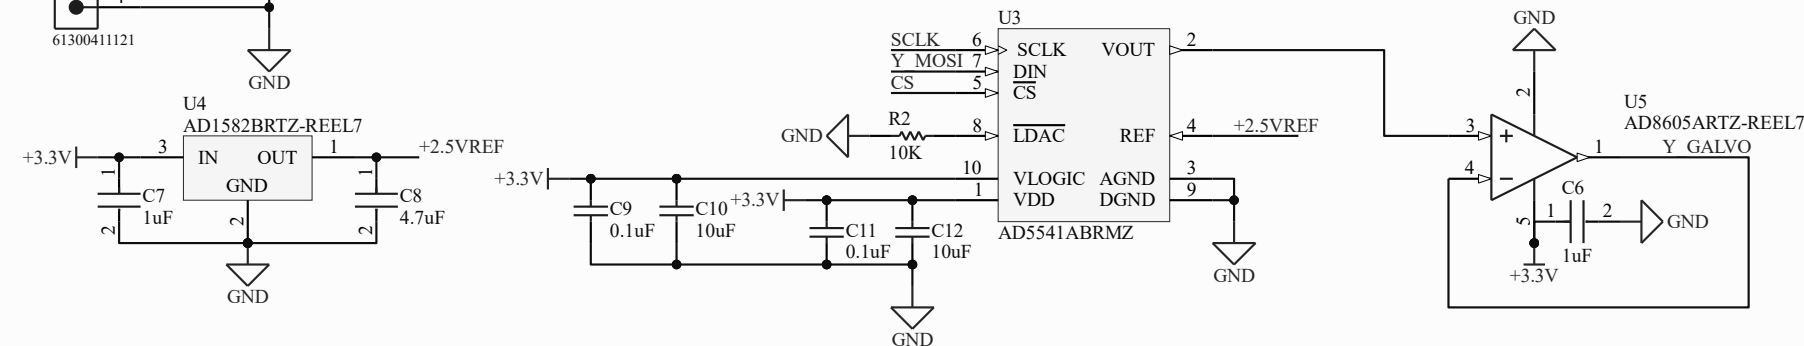 61300411121
GND
U4
AD1582BRTZ-REEL7
+3.3V
3
IN
OUT
1
+2.5VREF
GND
1
C7
1uF
2
2
1
C8
4.7uF
2
GND
U3
SCLK 6
SCLK
VOUT
2
Y_MOSI 7
DIN
CS 5
CS
GND
R2
10K
8
LDAC
REF
4
+2.5VREF
+3.3V
10
VLOGIC
AGND
3
+3.3V
1
VDD
DGND
9
C9
0.1uF
C10
10uF
C11
0.1uF
C12
10uF
AD5541ABRMZ
GND
GND
GND
2
U5
AD8605ARTZ-REEL7
3
+
4
−
1
Y_GALVO
5
1
C6
2
1uF
GND
+3.3V